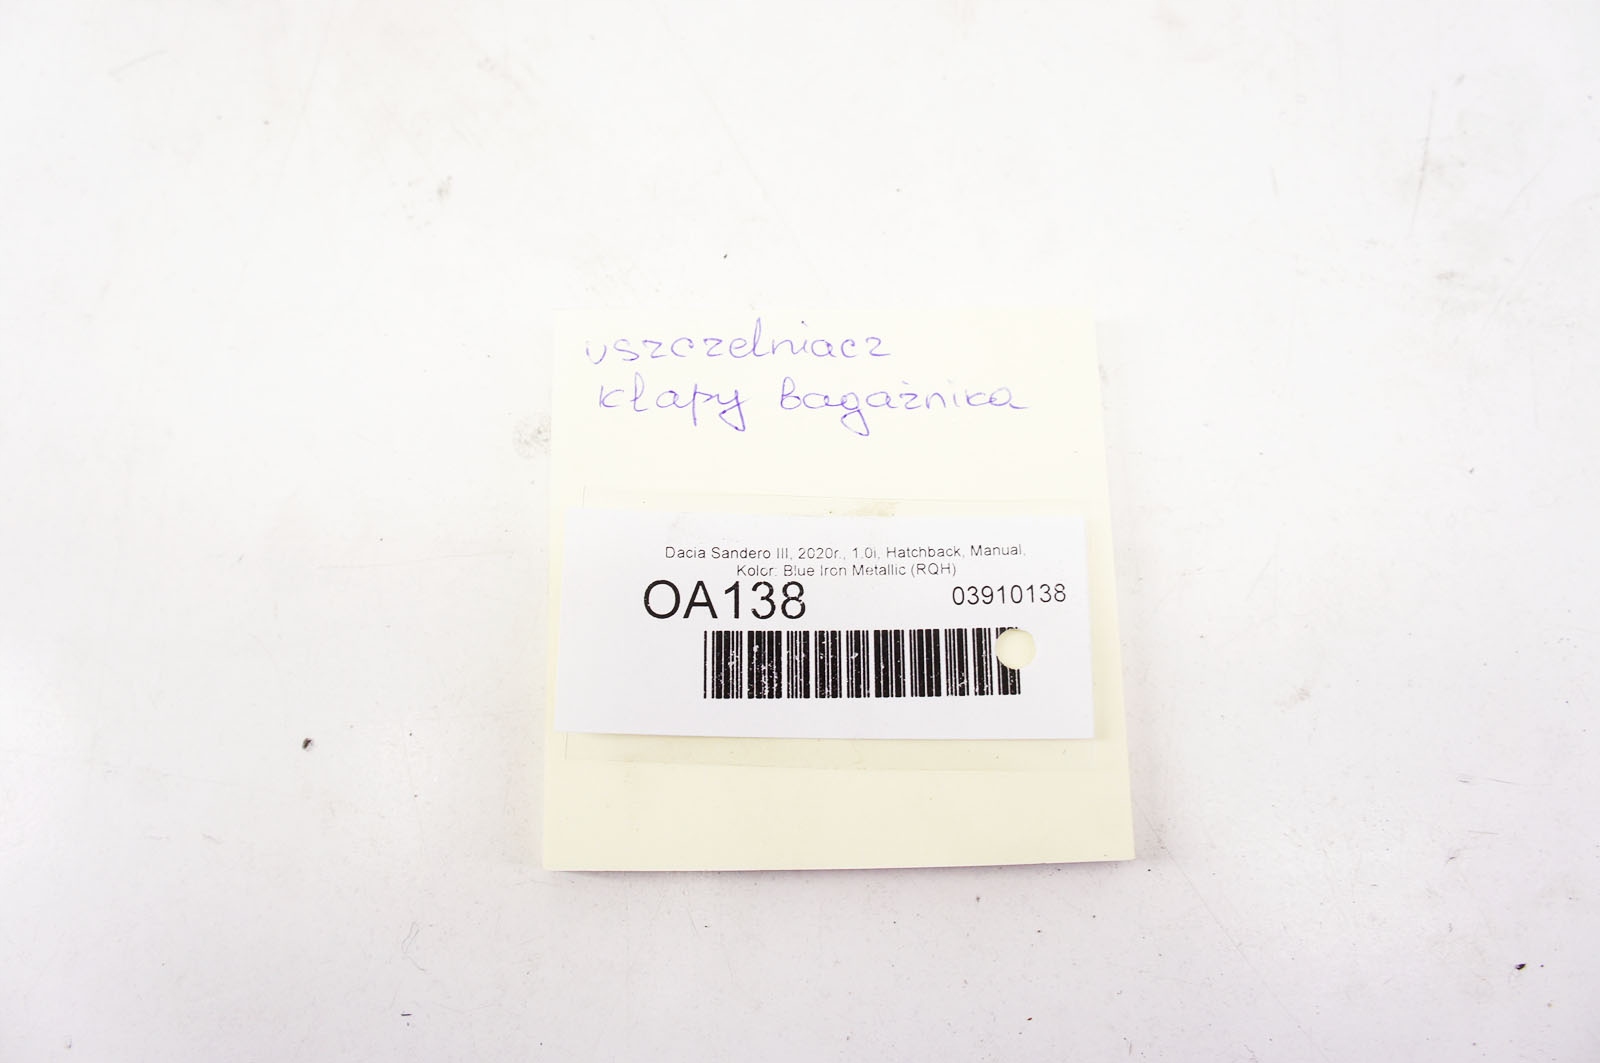 uszczelniacz
klapy bagażnika
Dacia Sandero III, 2020r., 1.0i, Hatchback, Manual,
Kolor: Blue Iron Metallic (RQH)
OA138 03910138